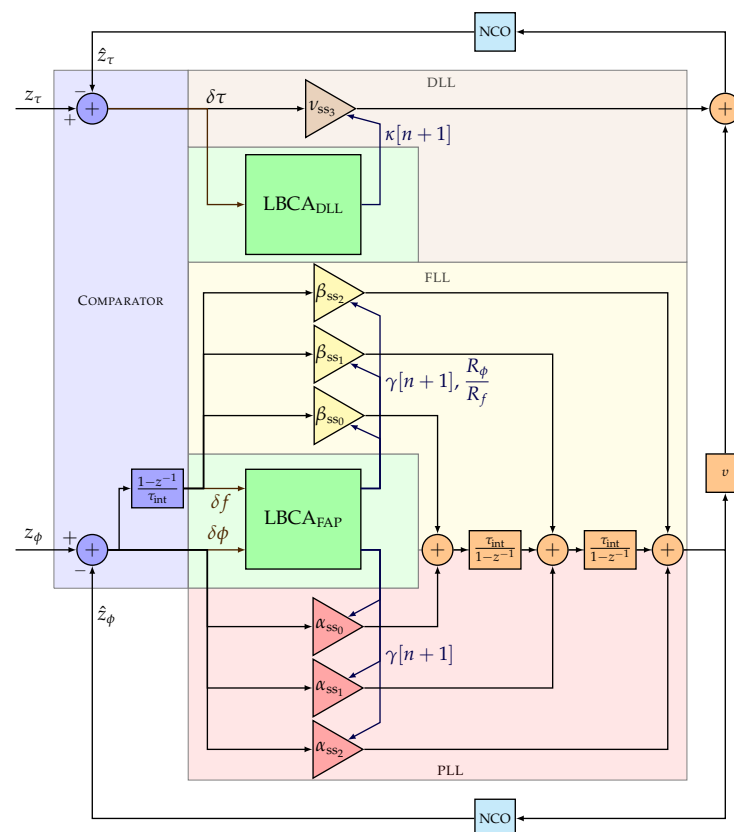 NCO
ẑ_τ
DLL
z_τ
−
+
+
δτ
ν_ss₃
+
κ[n + 1]
LBCA_DLL
COMPARATOR
FLL
β_ss₂
β_ss₁
γ[n + 1], R_ϕ/R_f
β_ss₀
υ
1−z⁻¹/τ_int
δf
LBCA_FAP
δϕ
z_ϕ
+
+
−
+
τ_int/1−z⁻¹
+
τ_int/1−z⁻¹
+
ẑ_ϕ
α_ss₀
γ[n + 1]
α_ss₁
α_ss₂
PLL
NCO